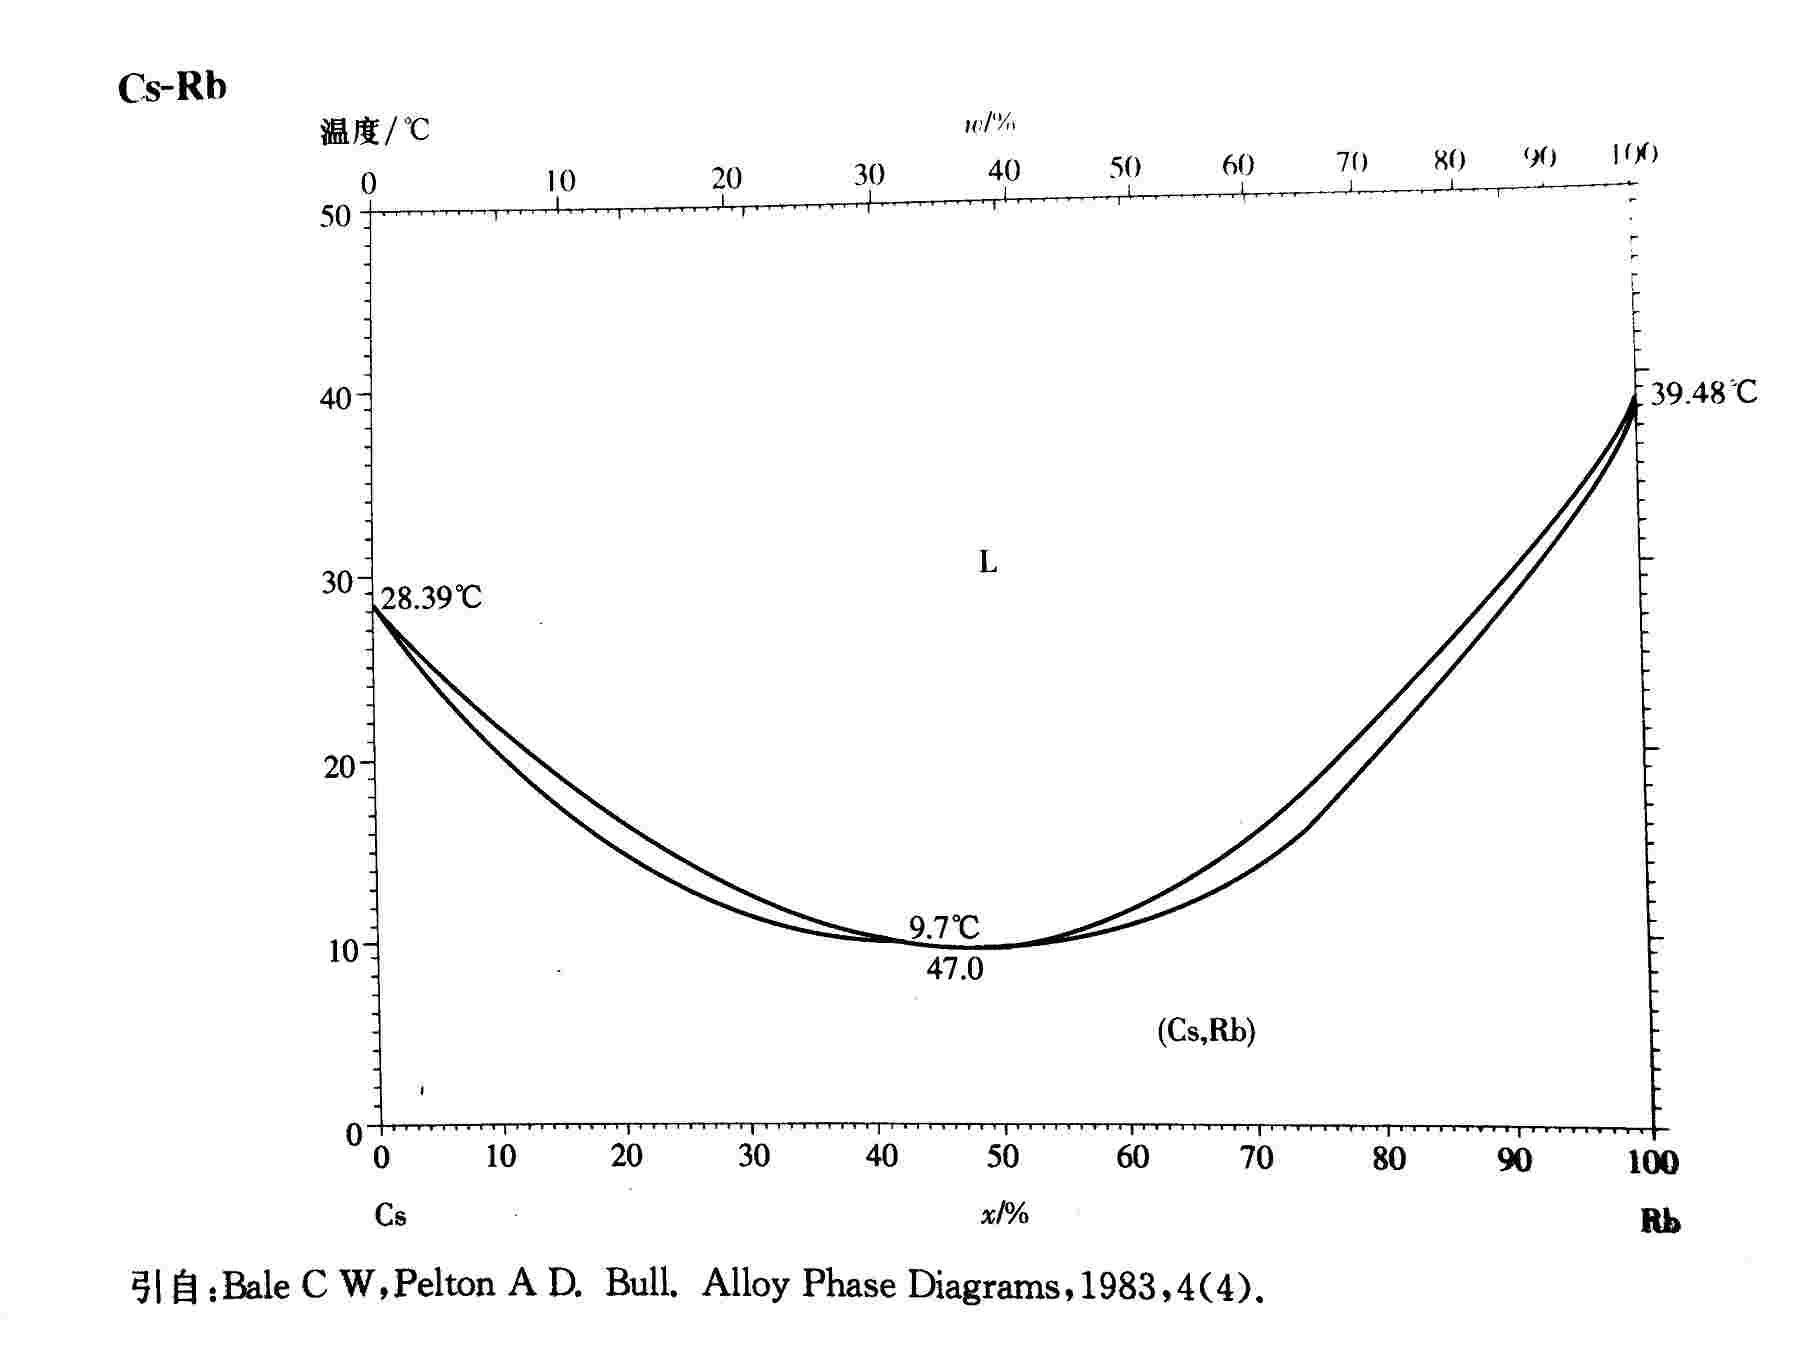 Cs-Rb
温度/℃
w/%
0 10 20 30 40 50 60 70 80 90 100
50
40
39.48℃
L
30
28.39℃
20
9.7℃
10
47.0
(Cs,Rb)
0
0 10 20 30 40 50 60 70 80 90 100
Cs x/% Rb
引自:Bale C W,Pelton A D. Bull. Alloy Phase Diagrams,1983,4(4).